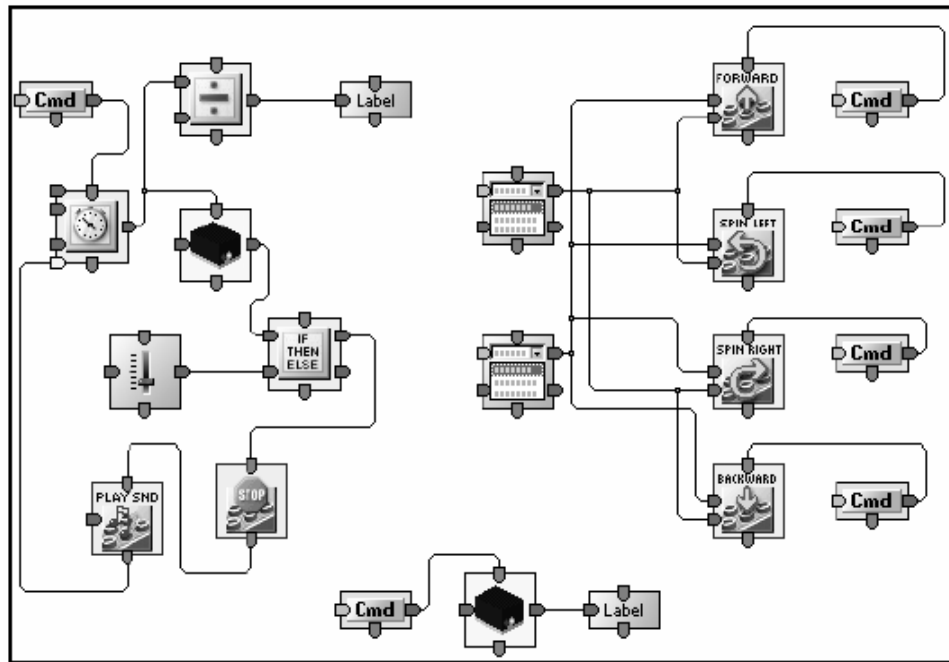 Cmd
Label
IF
THEN
ELSE
PLAY SND
STOP
FORWARD
Cmd
SPIN LEFT
Cmd
SPIN RIGHT
Cmd
BACKWARD
Cmd
Cmd
Label